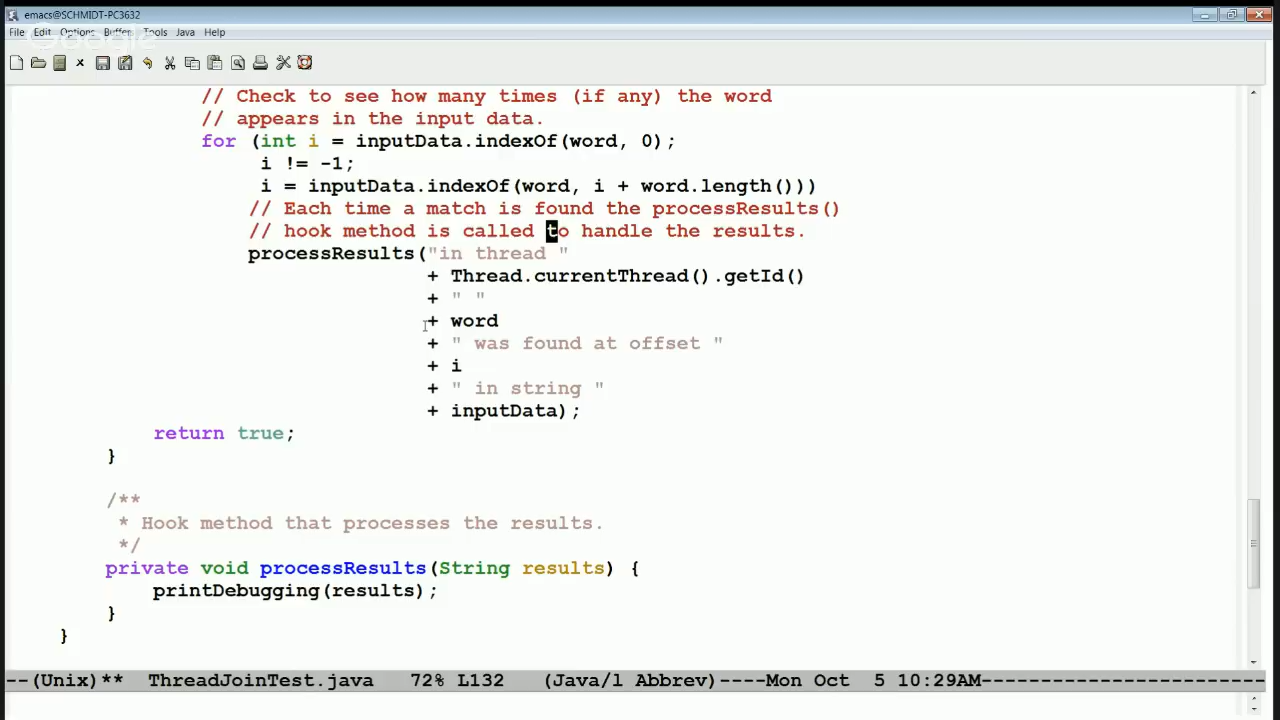 emacs@SCHMIDT-PC3632
File Edit Options Buffers Tools Java Help
Google
// Check to see how many times (if any) the word
// appears in the input data.
for (int i = inputData.indexOf(word, 0);
i != -1;
i = inputData.indexOf(word, i + word.length()))
// Each time a match is found the processResults()
// hook method is called to handle the results.
processResults("in thread "
+ Thread.currentThread().getId()
+ " "
+ word
+ " was found at offset "
+ i
+ " in string "
+ inputData);
return true;
}
/**
* Hook method that processes the results.
*/
private void processResults(String results) {
printDebugging(results);
}
}
--(Unix)** ThreadJoinTest.java 72% L132 (Java/l Abbrev)----Mon Oct 5 10:29AM------------------------